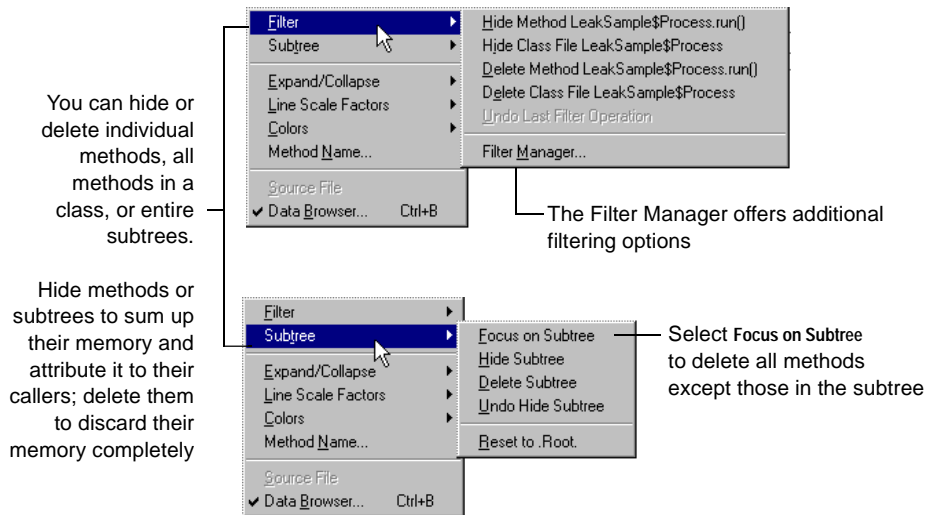 You can hide or
delete individual
methods, all
methods in a
class, or entire
subtrees.
Hide methods or
subtrees to sum up
their memory and
attribute it to their
callers; delete them
to discard their
memory completely
Filter
Subtree
Expand/Collapse
Line Scale Factors
Colors
Method Name...
Source File
Data Browser... Ctrl+B
Hide Method LeakSample$Process.run()
Hide Class File LeakSample$Process
Delete Method LeakSample$Process.run()
Delete Class File LeakSample$Process
Undo Last Filter Operation
Filter Manager...
The Filter Manager offers additional
filtering options
Filter
Subtree
Expand/Collapse
Line Scale Factors
Colors
Method Name...
Source File
Data Browser... Ctrl+B
Focus on Subtree
Hide Subtree
Delete Subtree
Undo Hide Subtree
Reset to .Root.
Select Focus on Subtree
to delete all methods
except those in the subtree